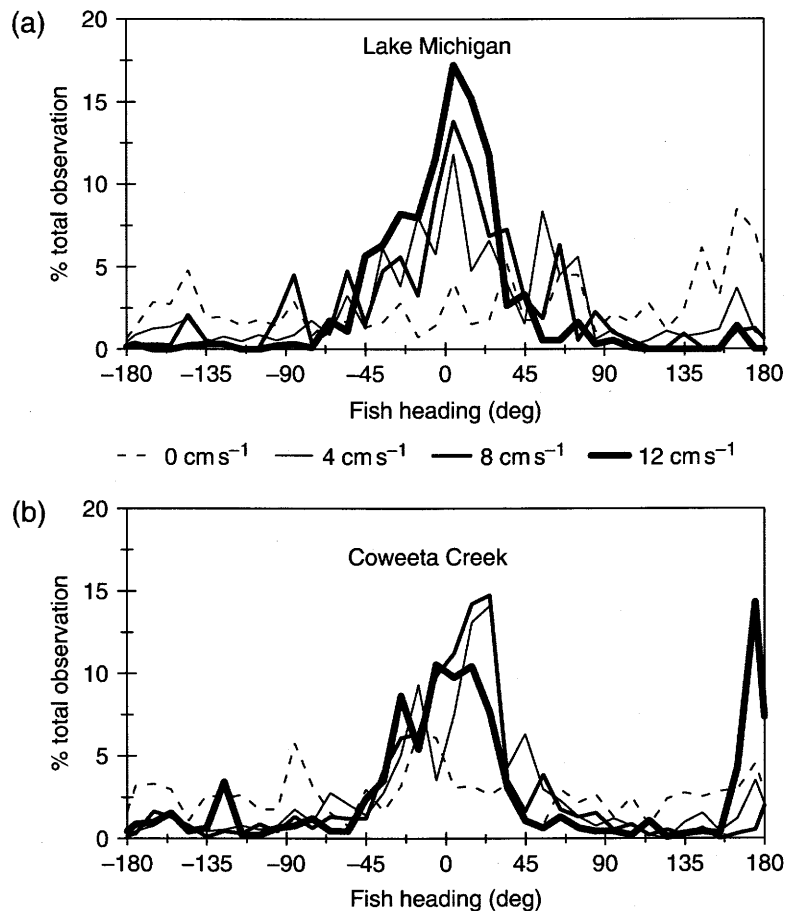 (a)
Lake Michigan
% total observation
20
15
10
5
0
−180 −135 −90 −45 0 45 90 135 180
Fish heading (deg)
0 cm s⁻¹ 4 cm s⁻¹ 8 cm s⁻¹ 12 cm s⁻¹
(b)
Coweeta Creek
% total observation
20
15
10
5
0
−180 −135 −90 −45 0 45 90 135 180
Fish heading (deg)